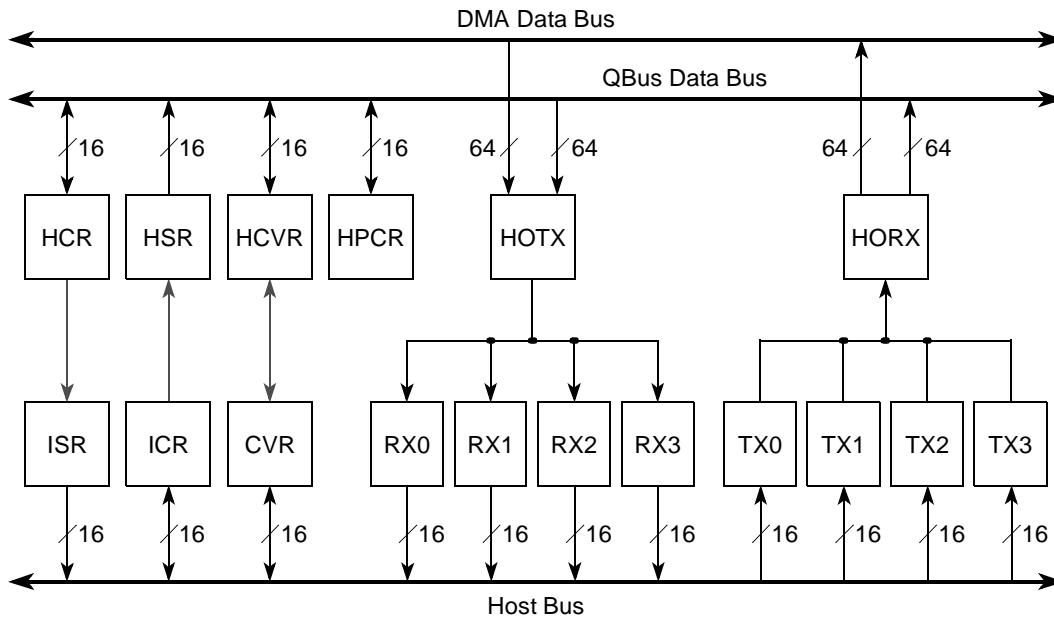 DMA Data Bus
QBus Data Bus
16 16 16 16 64 64 64 64
HCR HSR HCVR HPCR HOTX HORX
ISR ICR CVR RX0 RX1 RX2 RX3 TX0 TX1 TX2 TX3
16 16 16 16 16 16 16 16 16 16 16
Host Bus